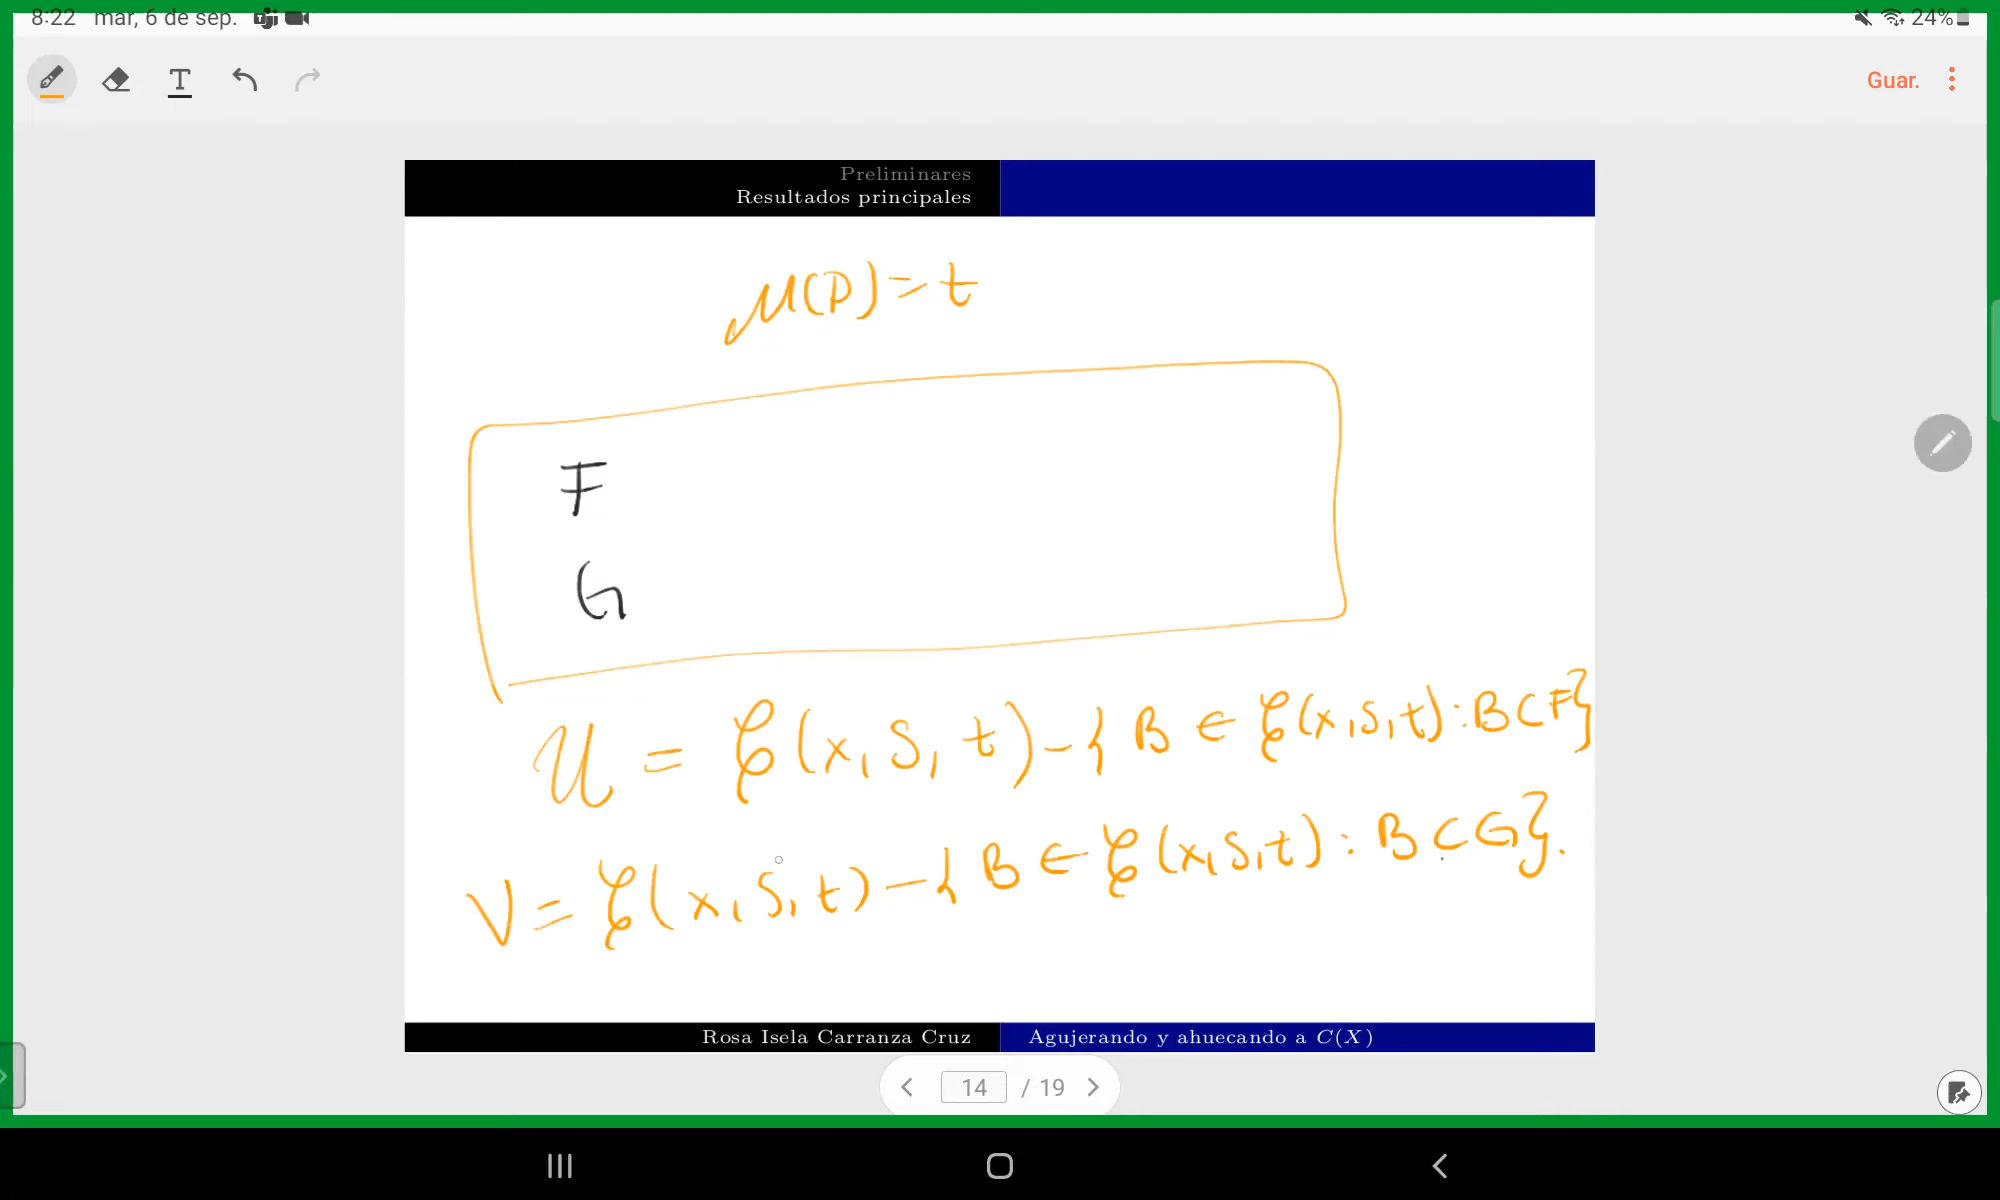 8:22 mar, 6 de sep. 24%
T Guar.
Preliminares
Resultados principales
μ(P) = t
F
G
U = ℭ(x, s, t) - { B ∈ ℭ(x, s, t) : B ⊂ F}
V = ℭ(x, s, t) - { B ∈ ℭ(x, s, t) : B ⊂ G}.
Rosa Isela Carranza Cruz Agujerando y ahuecando a C(X)
14 / 19